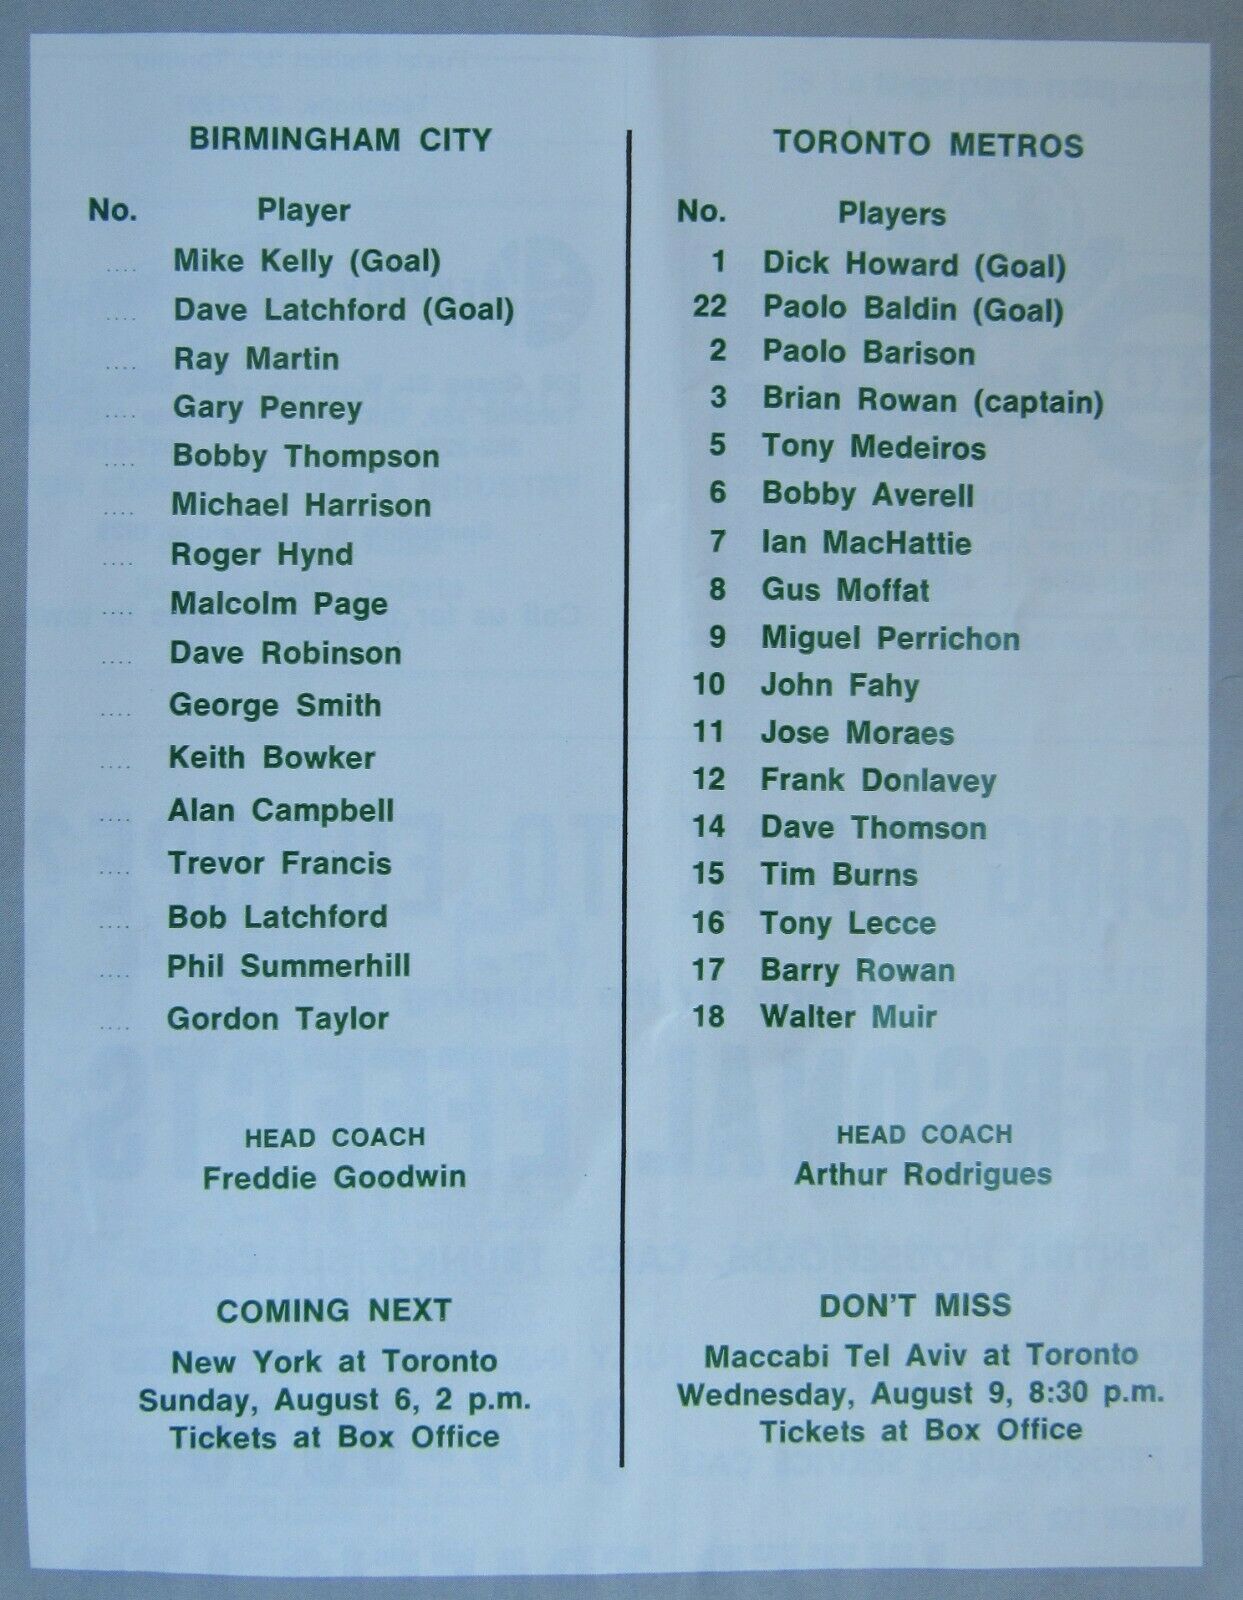 BIRMINGHAM CITY
No. Player
.... Mike Kelly (Goal)
.... Dave Latchford (Goal)
.... Ray Martin
.... Gary Penrey
.... Bobby Thompson
.... Michael Harrison
.... Roger Hynd
.... Malcolm Page
.... Dave Robinson
.... George Smith
.... Keith Bowker
.... Alan Campbell
.... Trevor Francis
.... Bob Latchford
.... Phil Summerhill
.... Gordon Taylor
HEAD COACH
Freddie Goodwin
COMING NEXT
New York at Toronto
Sunday, August 6, 2 p.m.
Tickets at Box Office
TORONTO METROS
No. Players
1 Dick Howard (Goal)
22 Paolo Baldin (Goal)
2 Paolo Barison
3 Brian Rowan (captain)
5 Tony Medeiros
6 Bobby Averell
7 Ian MacHattie
8 Gus Moffat
9 Miguel Perrichon
10 John Fahy
11 Jose Moraes
12 Frank Donlavey
14 Dave Thomson
15 Tim Burns
16 Tony Lecce
17 Barry Rowan
18 Walter Muir
HEAD COACH
Arthur Rodrigues
DON'T MISS
Maccabi Tel Aviv at Toronto
Wednesday, August 9, 8:30 p.m.
Tickets at Box Office